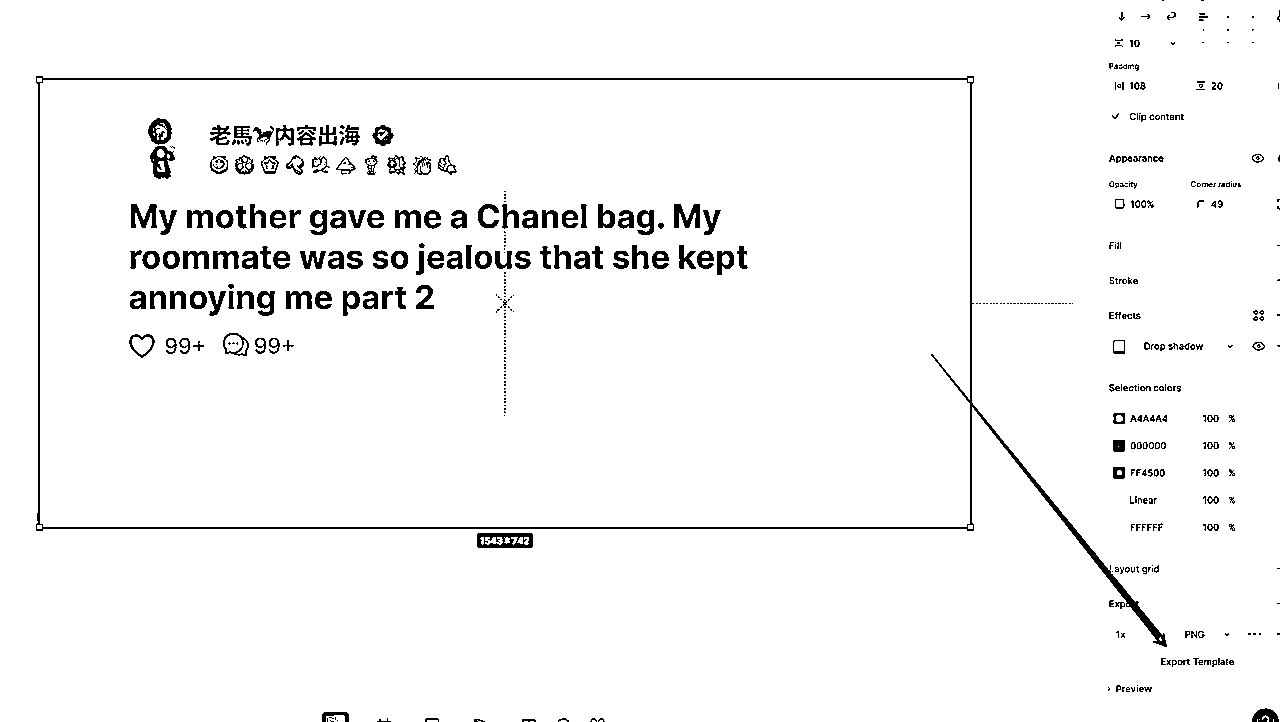 老馬🐎内容出海
My mother gave me a Chanel bag. My
roommate was so jealous that she kept
annoying me part 2
99+ 99+
1543×742
10
Padding
108 20
Clip content
Appearance
Opacity Corner radius
100% 49
Fill
Stroke
Effects
Drop shadow
Selection colors
A4A4A4 100 %
000000 100 %
FF4500 100 %
Linear 100 %
FFFFFF 100 %
Layout grid
Export
1x PNG
Export Template
Preview